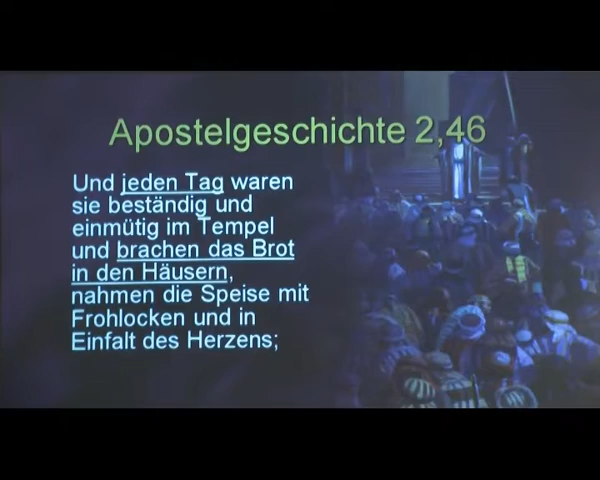 Apostelgeschichte 2,46
Und jeden Tag waren
sie beständig und
einmütig im Tempel
und brachen das Brot
in den Häusern,
nahmen die Speise mit
Frohlocken und in
Einfalt des Herzens;